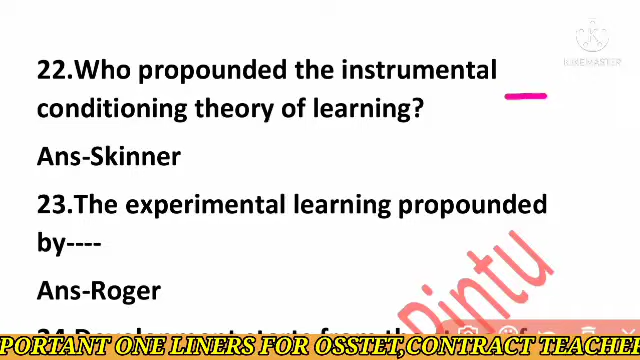 22.Who propounded the instrumental
conditioning theory of learning?
Ans-Skinner
23.The experimental learning propounded
by----
Ans-Roger
Pintu
KINEMASTER
PORTANT ONE LINERS FOR OSSTET,CONTRACT TEACHER